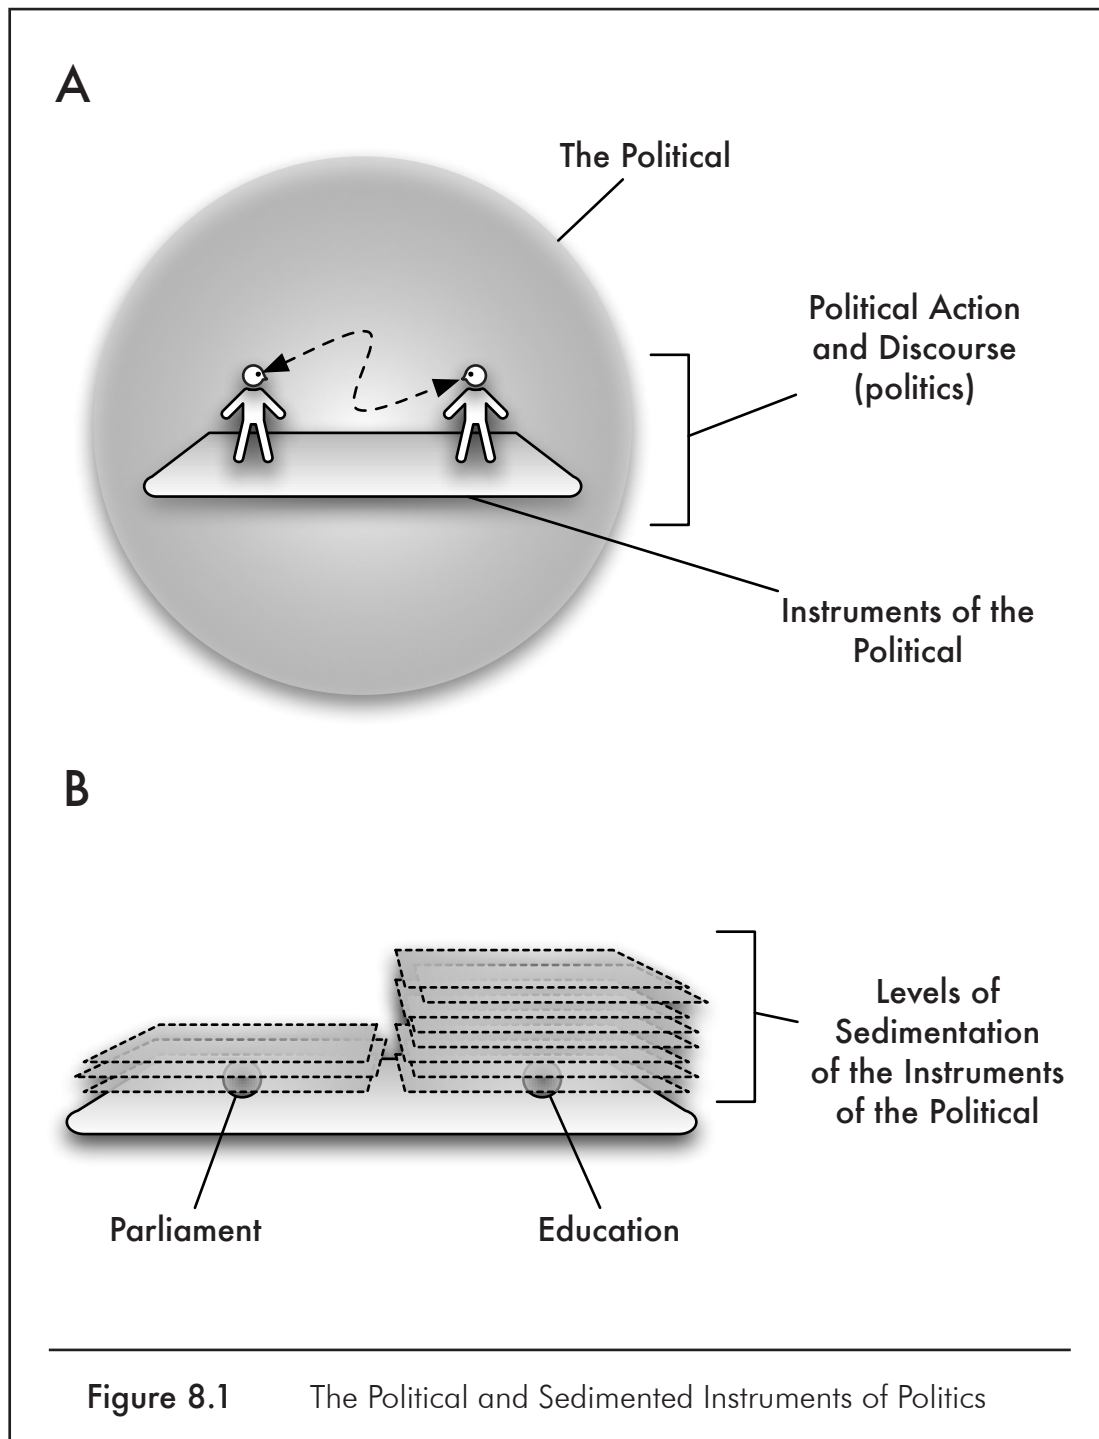 A
The Political
Political Action
and Discourse
(politics)
Instruments of the
Political
B
Levels of
Sedimentation
of the Instruments
of the Political
Parliament
Education
Figure 8.1 The Political and Sedimented Instruments of Politics